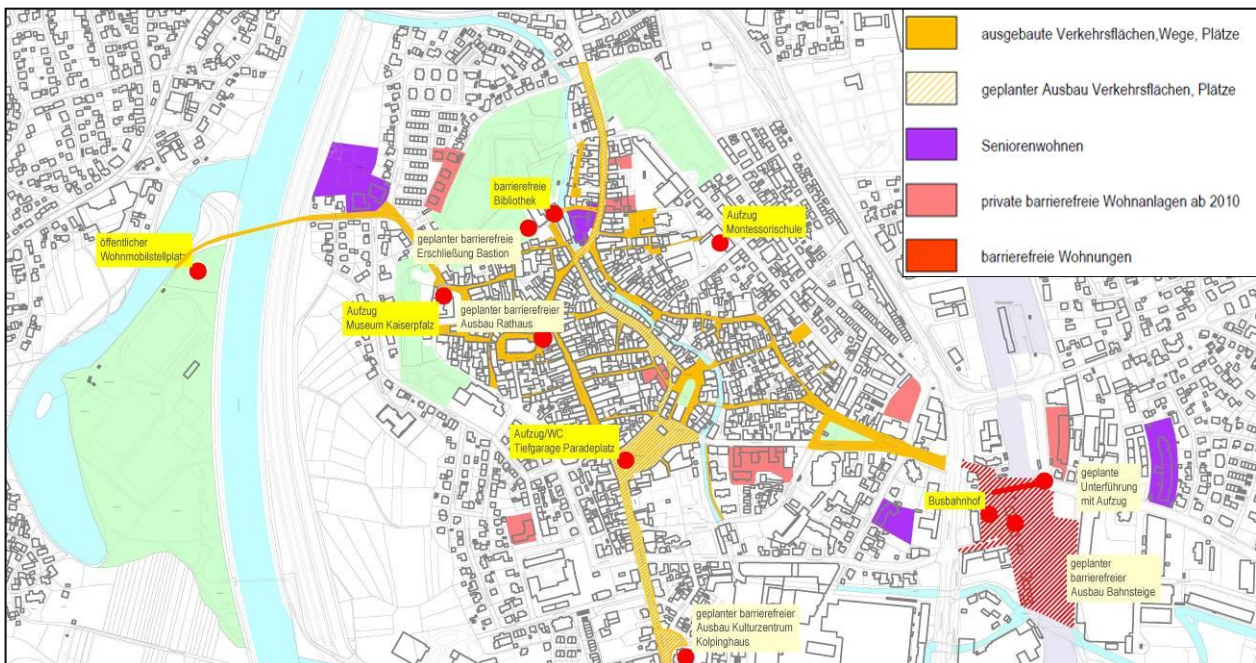 ausgebaute Verkehrsflächen,Wege, Plätze
geplanter Ausbau Verkehrsflächen, Plätze
Seniorenwohnen
private barrierefreie Wohnanlagen ab 2010
barrierefreie Wohnungen
barrierefreie
Bibliothek
Aufzug
Montessorischule
öffentlicher
Wohnmobilstellplatz
geplanter barrierefreie
Erschließung Bastion
Aufzug
Museum Kaiserpfalz
geplanter barrierefreier
Ausbau Rathaus
Aufzug/WC
Tiefgarage Paradeplatz
Busbahnhof
geplante
Unterführung
mit Aufzug
geplanter
barrierefreier
Ausbau Bahnsteige
geplanter barrierefreier
Ausbau Kulturzentrum
Kolpinghaus